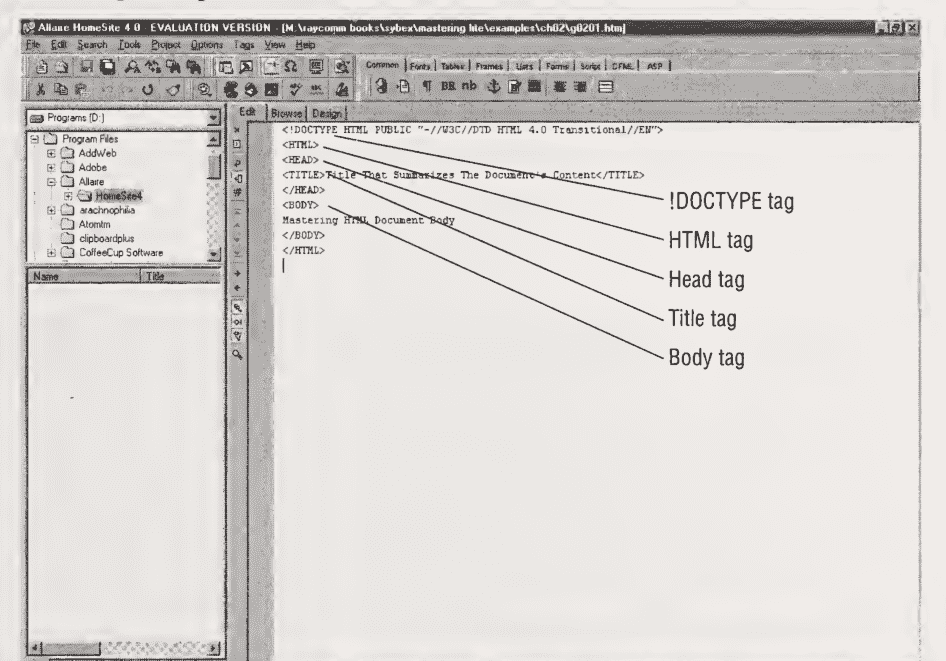 Allaire HomeSite 4.0 EVALUATION VERSION - [M:\raycomm books\sybex\mastering lite\examples\ch02\g0201.htm]
File Edit Search Tools Project Options Tags View Help
Common Fonts Tables Frames Lists Forms Script CFML ASP
BR nb
Programs (D:)
Program Files
AddWeb
Adobe
Allaire
HomeSite4
arachnophilia
Atomtm
clipboardplus
CoffeeCup Software
Name Title
Edit Browse Design
<!DOCTYPE HTML PUBLIC "-//W3C//DTD HTML 4.0 Transitional//EN">
<HTML>
<HEAD>
<TITLE>Title That Summarizes The Document's Content</TITLE>
</HEAD>
<BODY>
Mastering HTML Document Body
</BODY>
</HTML>
!DOCTYPE tag
HTML tag
Head tag
Title tag
Body tag